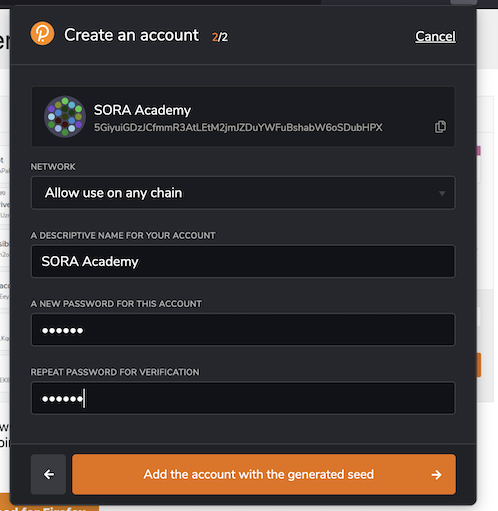 Create an account 2/2 Cancel
SORA Academy
5GiyuiGDzJCfmmR3AtLEtM2jmJZDuYWFuBshabW6oSDubHPX
NETWORK
Allow use on any chain
A DESCRIPTIVE NAME FOR YOUR ACCOUNT
SORA Academy
A NEW PASSWORD FOR THIS ACCOUNT
••••••
REPEAT PASSWORD FOR VERIFICATION
••••••
Add the account with the generated seed